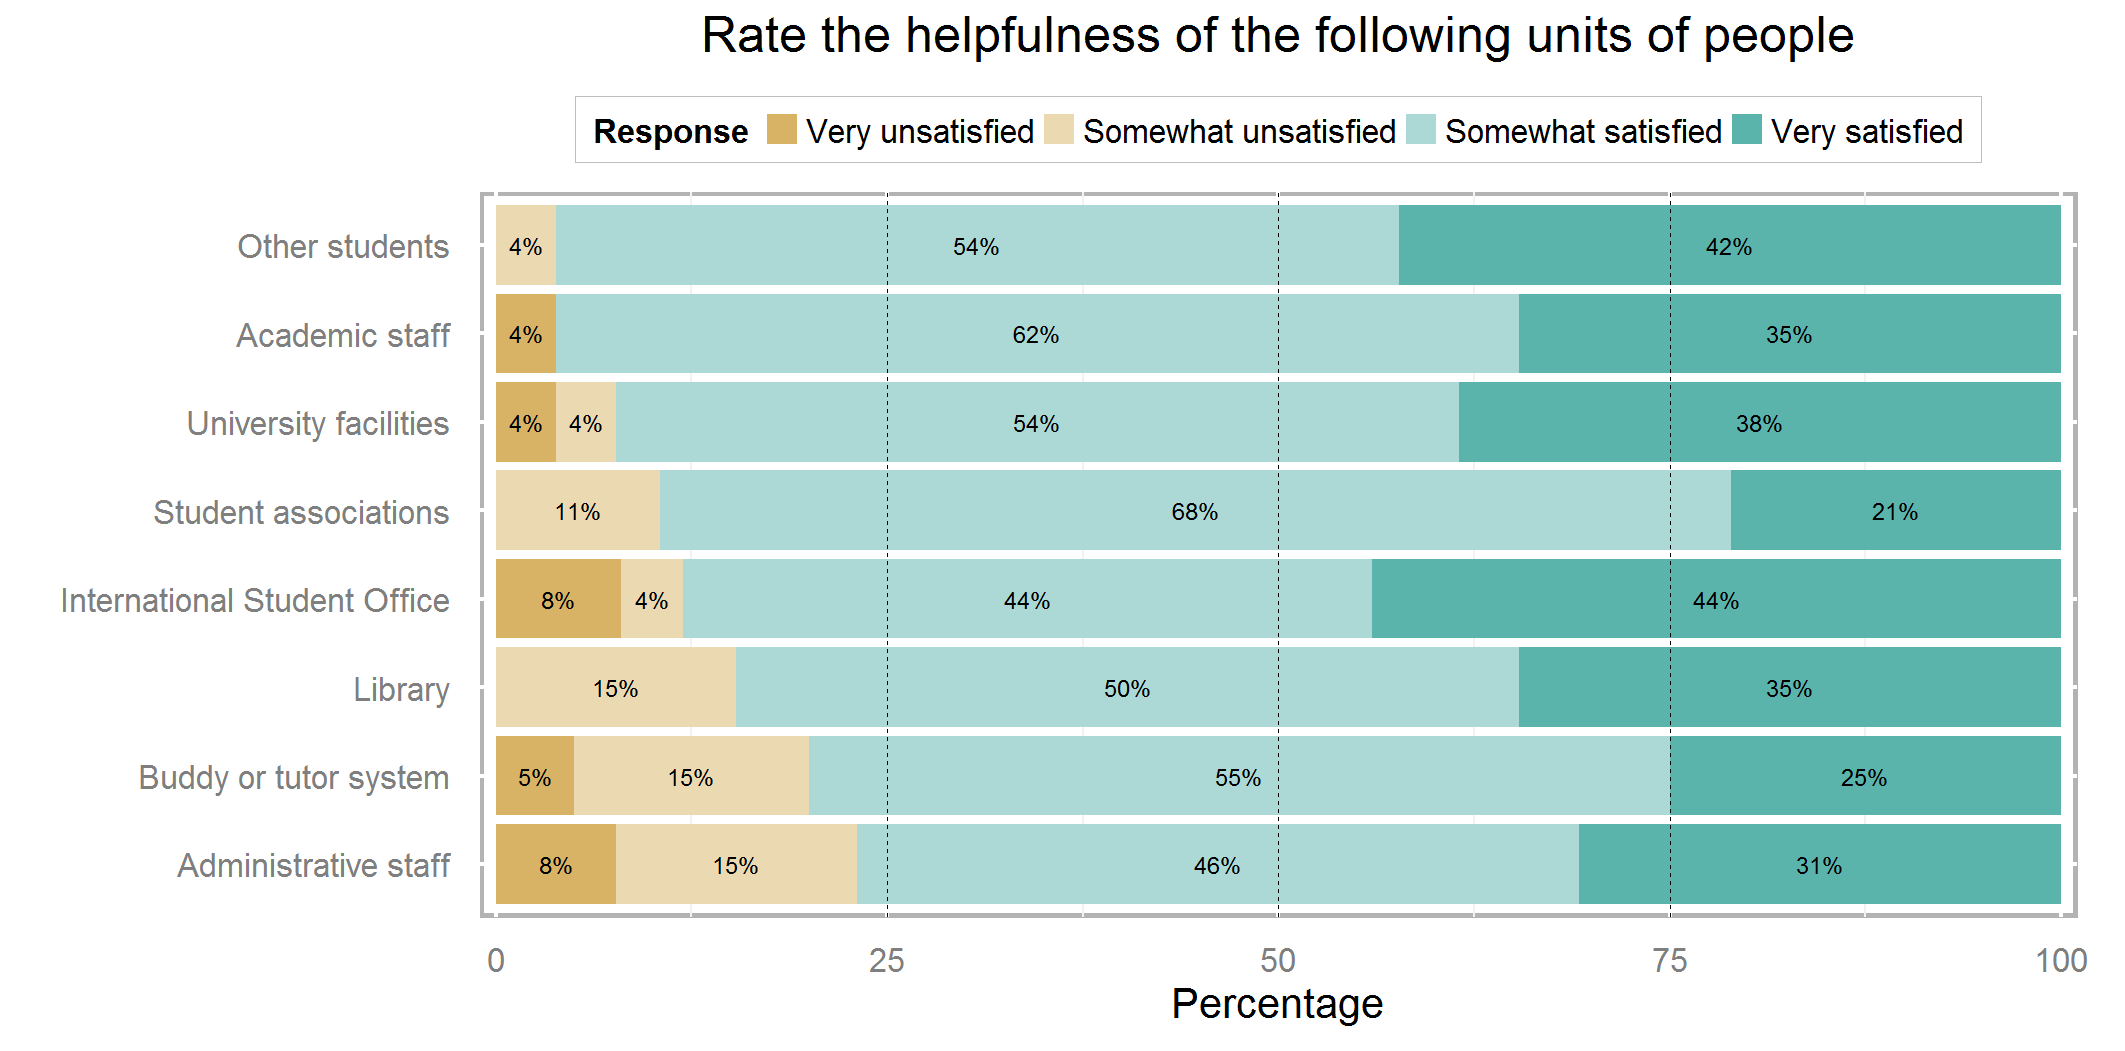 Rate the helpfulness of the following units of people
Response Very unsatisfied Somewhat unsatisfied Somewhat satisfied Very satisfied
Other students 4% 54% 42%
Academic staff 4% 62% 35%
University facilities 4% 4% 54% 38%
Student associations 11% 68% 21%
International Student Office 8% 4% 44% 44%
Library 15% 50% 35%
Buddy or tutor system 5% 15% 55% 25%
Administrative staff 8% 15% 46% 31%
0 25 50 75 100
Percentage